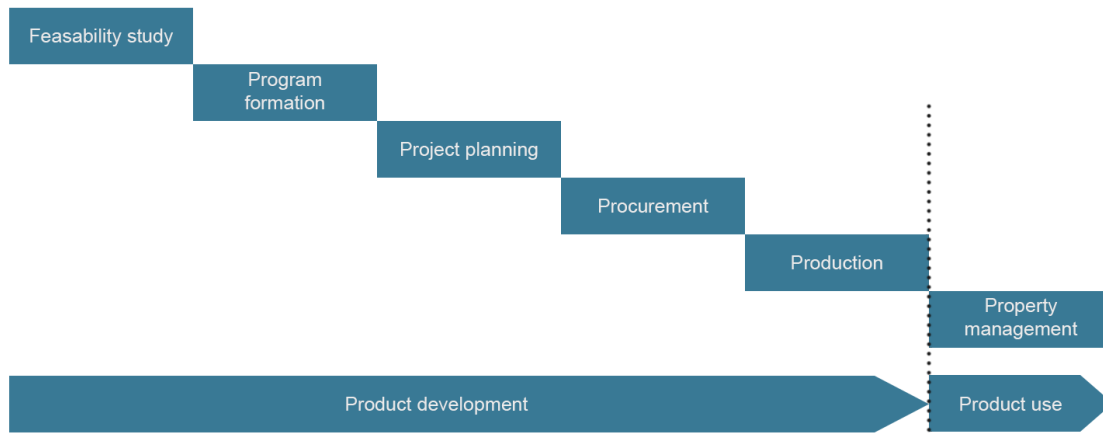 Feasability study
Program
formation
Project planning
Procurement
Production
Property
management
Product development
Product use